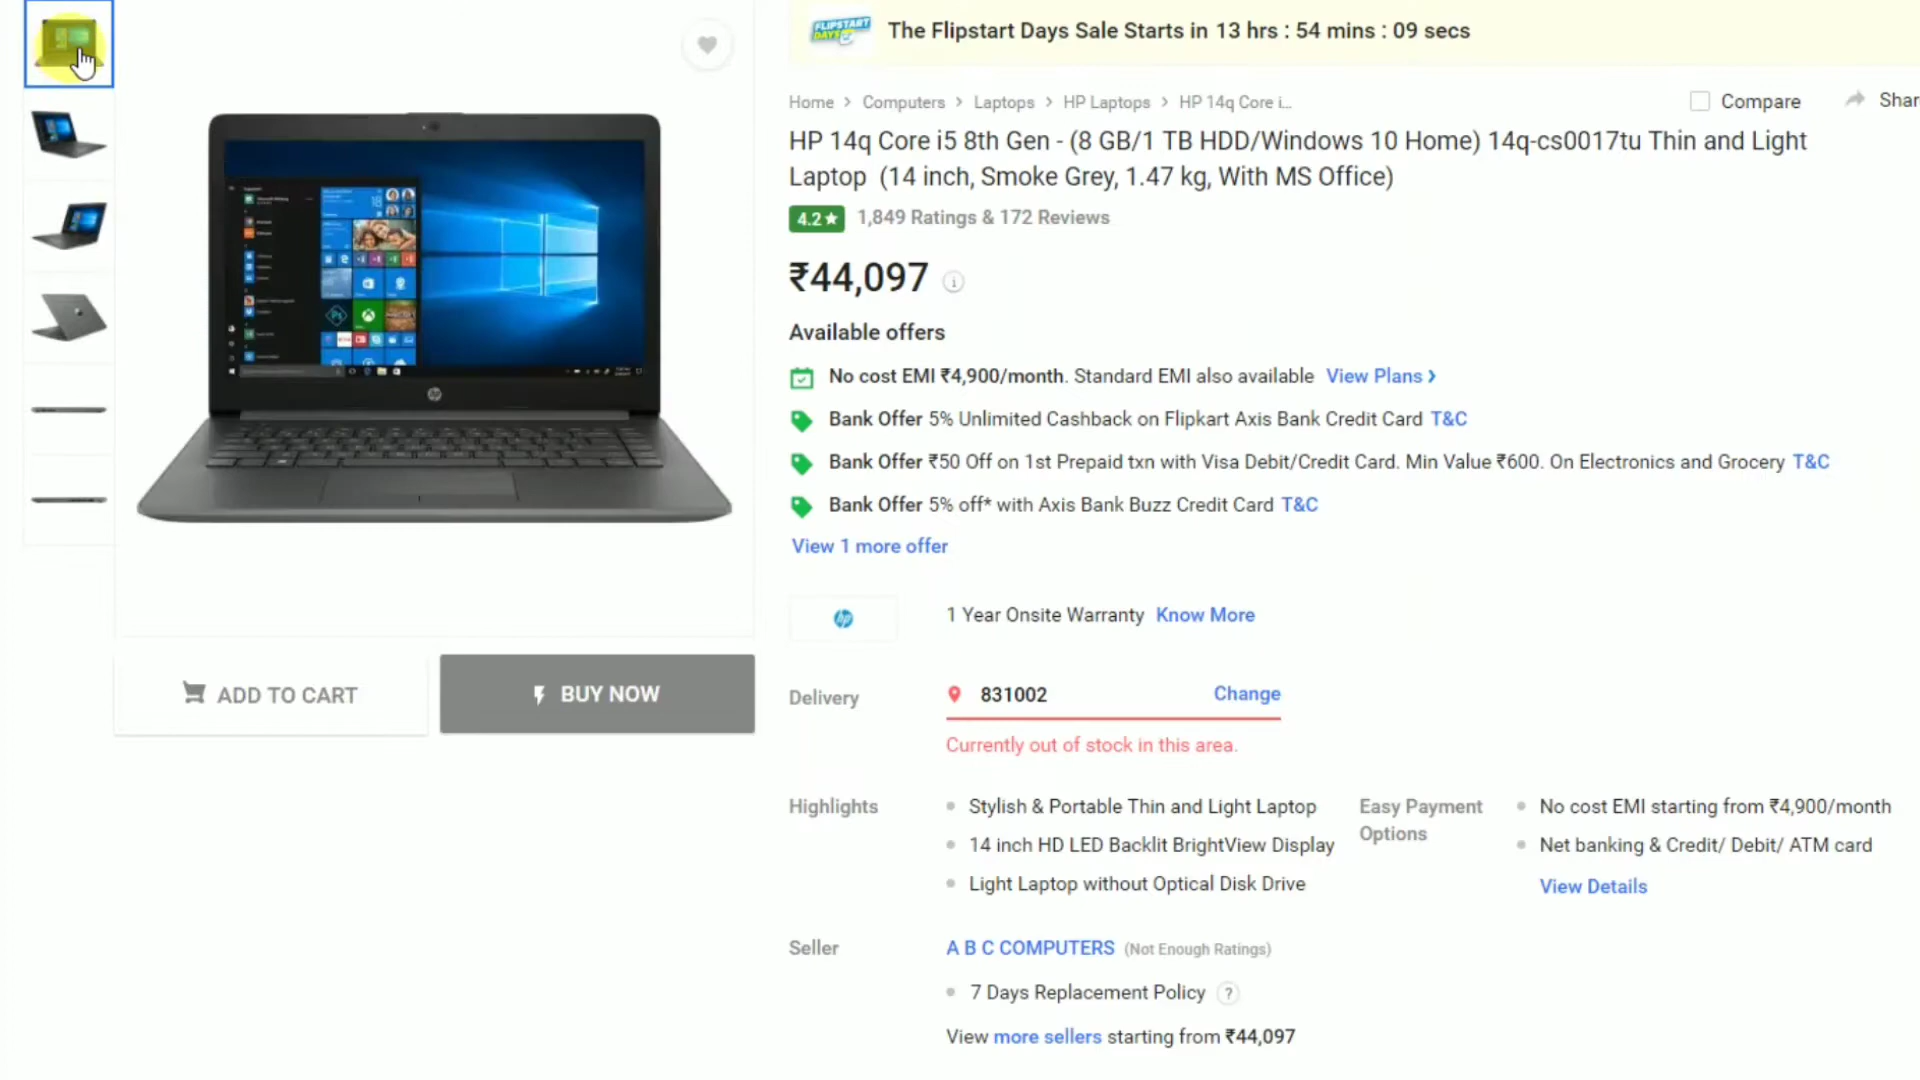 FLIPSTART
DAYS
The Flipstart Days Sale Starts in 13 hrs : 54 mins : 09 secs
Home > Computers > Laptops > HP Laptops > HP 14q Core i...
Compare
Shar
HP 14q Core i5 8th Gen - (8 GB/1 TB HDD/Windows 10 Home) 14q-cs0017tu Thin and Light
Laptop (14 inch, Smoke Grey, 1.47 kg, With MS Office)
4.2★ 1,849 Ratings & 172 Reviews
₹44,097
Available offers
No cost EMI ₹4,900/month. Standard EMI also available View Plans ›
Bank Offer 5% Unlimited Cashback on Flipkart Axis Bank Credit Card T&C
Bank Offer ₹50 Off on 1st Prepaid txn with Visa Debit/Credit Card. Min Value ₹600. On Electronics and Grocery T&C
Bank Offer 5% off* with Axis Bank Buzz Credit Card T&C
View 1 more offer
hp
1 Year Onsite Warranty Know More
ADD TO CART
BUY NOW
Delivery
831002
Change
Currently out of stock in this area.
Highlights
Stylish & Portable Thin and Light Laptop
14 inch HD LED Backlit BrightView Display
Light Laptop without Optical Disk Drive
Easy Payment
Options
No cost EMI starting from ₹4,900/month
Net banking & Credit/ Debit/ ATM card
View Details
Seller
A B C COMPUTERS (Not Enough Ratings)
7 Days Replacement Policy ?
View more sellers starting from ₹44,097